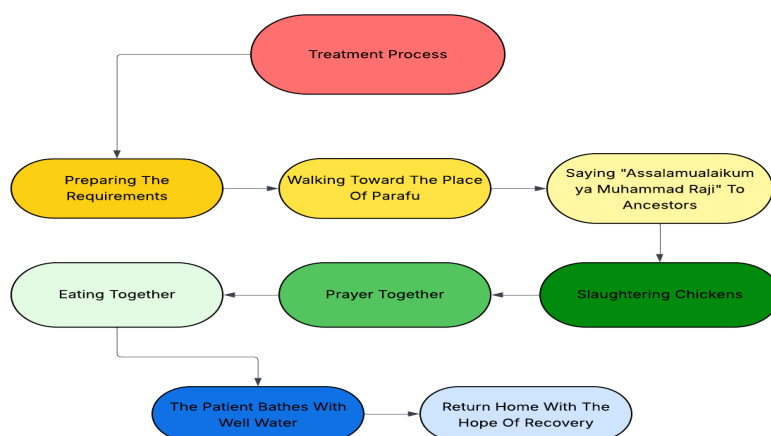 Treatment Process
Preparing The
Requirements
Walking Toward The Place
Of Parafu
Saying "Assalamualaikum
ya Muhammad Raji" To
Ancestors
Slaughtering Chickens
Prayer Together
Eating Together
The Patient Bathes With
Well Water
Return Home With The
Hope Of Recovery